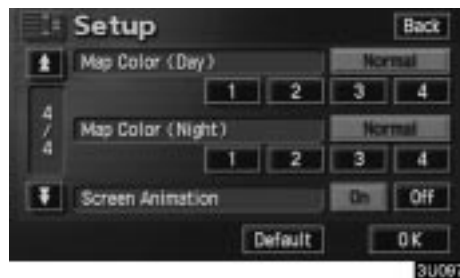 Setup
Back
Map Color (Day)
Normal
1 2 3 4
4/4
Map Color (Night)
Normal
1 2 3 4
Screen Animation
On Off
Default
OK